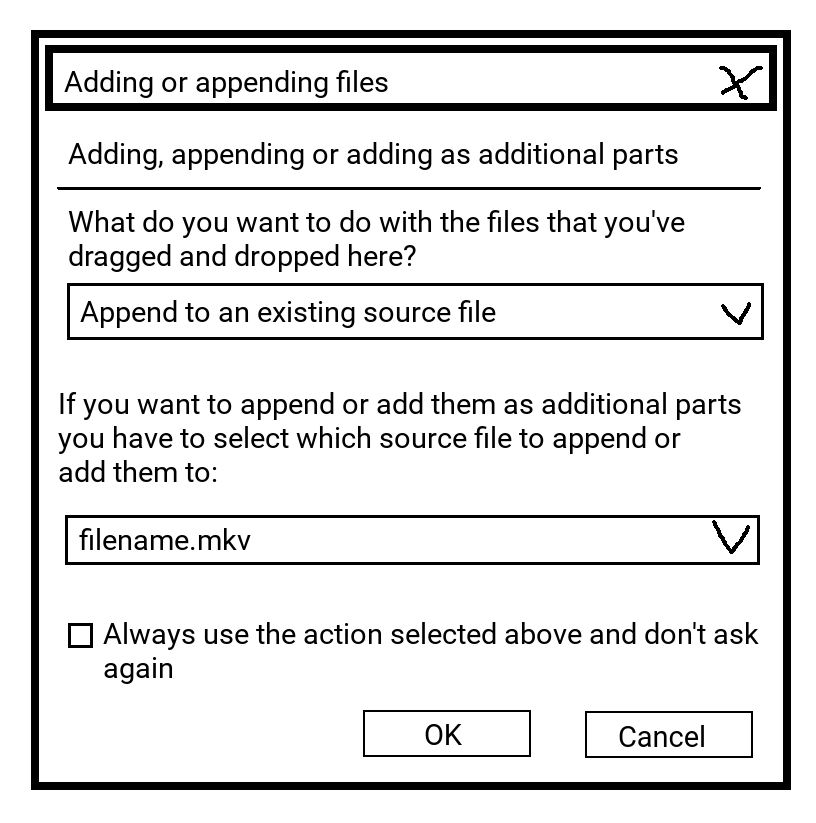 Adding or appending files
Adding, appending or adding as additional parts
What do you want to do with the files that you've
dragged and dropped here?
Append to an existing source file
If you want to append or add them as additional parts
you have to select which source file to append or
add them to:
filename.mkv
Always use the action selected above and don't ask
again
OK
Cancel